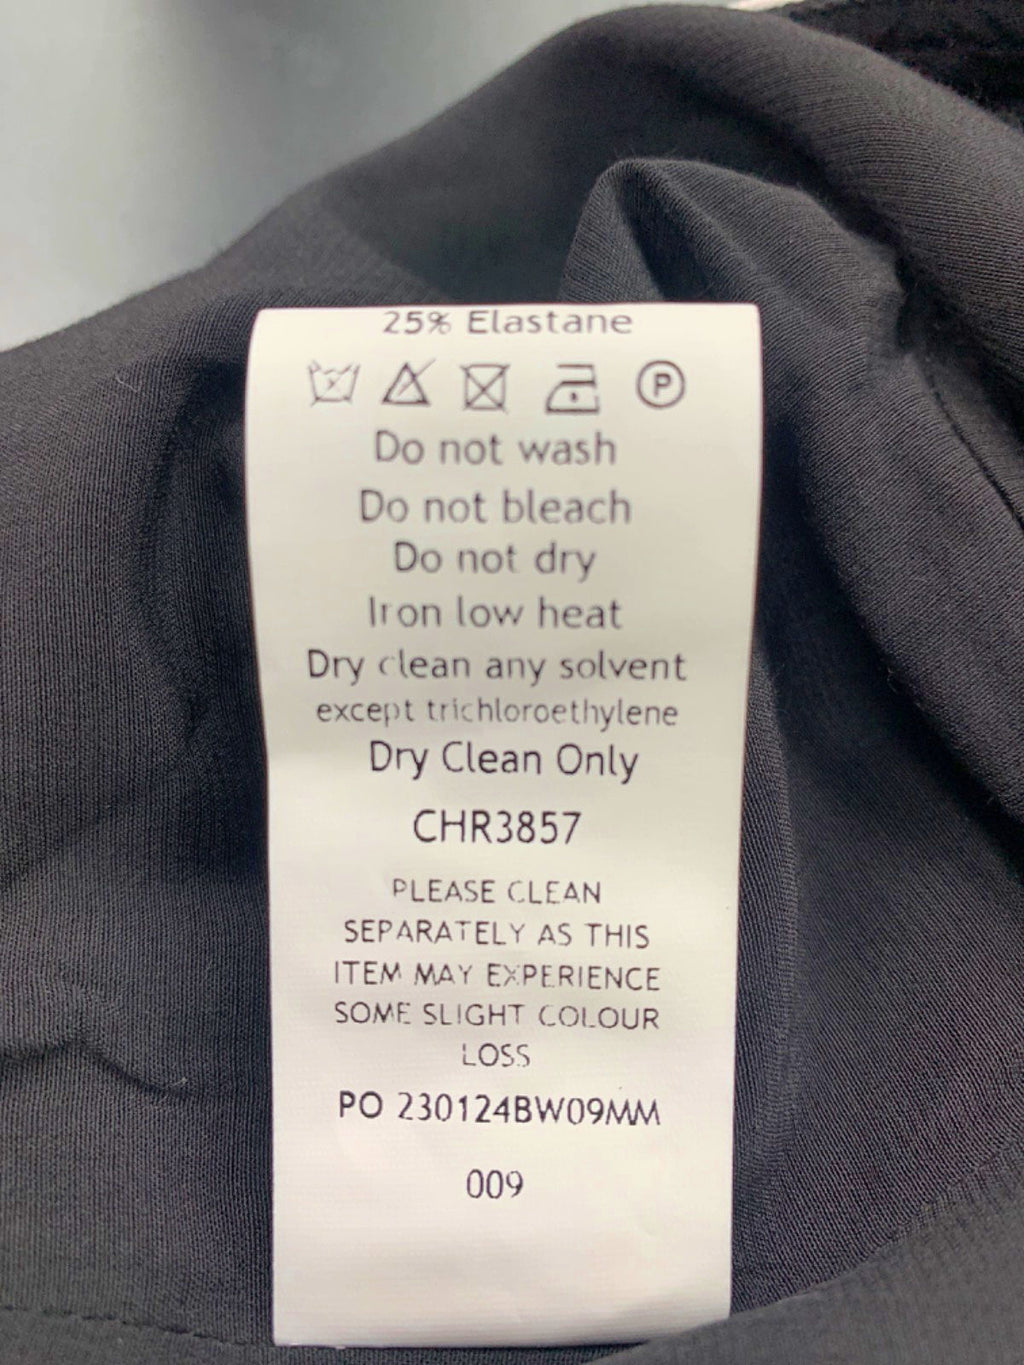 25% Elastane
P
Do not wash
Do not bleach
Do not dry
Iron low heat
Dry clean any solvent
except trichloroethylene
Dry Clean Only
CHR3857
PLEASE CLEAN
SEPARATELY AS THIS
ITEM MAY EXPERIENCE
SOME SLIGHT COLOUR
LOSS
PO 230124BW09MM
009